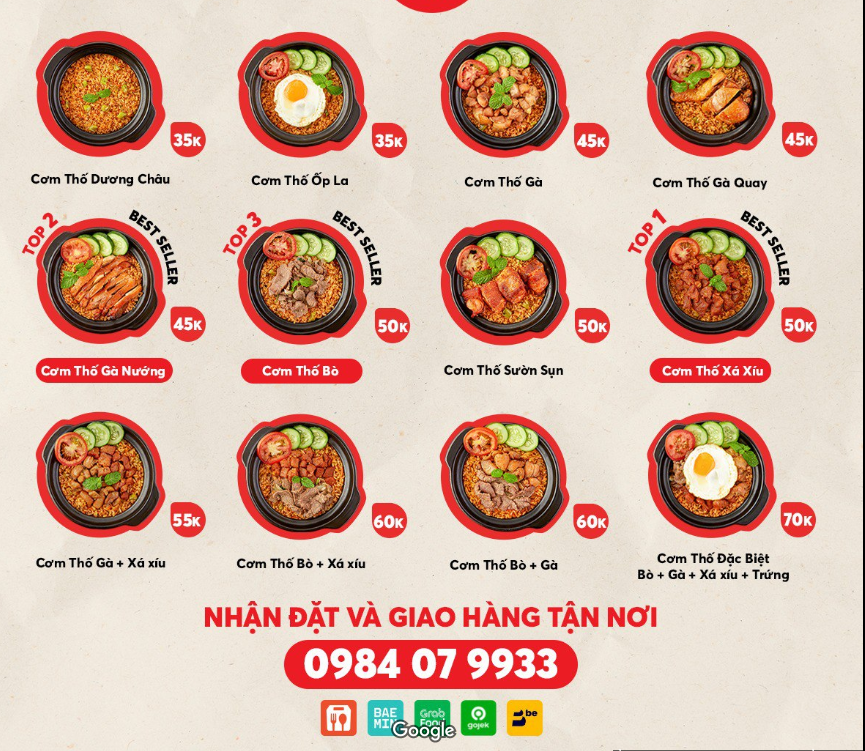 35K
35K
45K
45K
Cơm Thố Dương Châu
Cơm Thố Ốp La
Cơm Thố Gà
Cơm Thố Gà Quay
TOP 2
BEST SELLER
TOP 3
BEST SELLER
TOP 1
BEST SELLER
45K
50K
50K
50K
Cơm Thố Gà Nướng
Cơm Thố Bò
Cơm Thố Sườn Sụn
Cơm Thố Xá Xíu
55K
60K
60K
70K
Cơm Thố Gà + Xá xíu
Cơm Thố Bò + Xá xíu
Cơm Thố Bò + Gà
Cơm Thố Đặc Biệt
Bò + Gà + Xá xíu + Trứng
NHẬN ĐẶT VÀ GIAO HÀNG TẬN NƠI
0984 07 9933
BAE
MIN
Grab
Food
gojek
be
Google